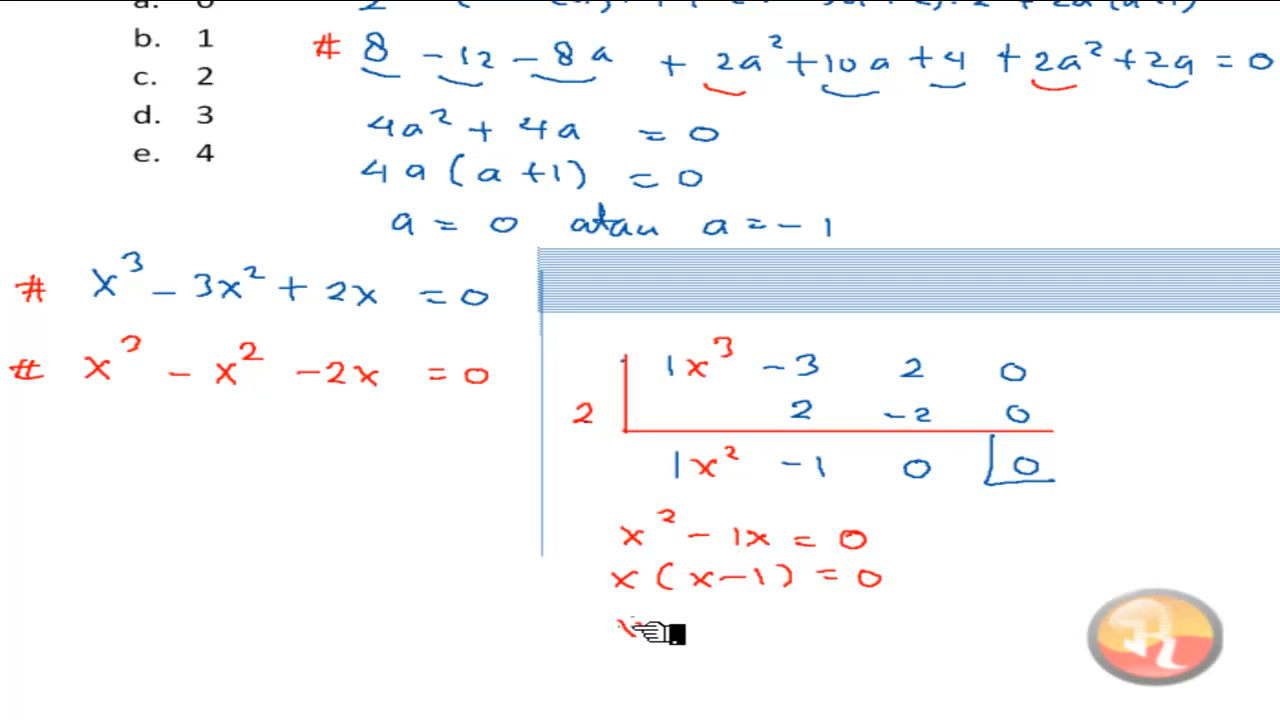 b. 1
# 8 - 12 - 8a + 2a² + 10a + 4 + 2a² + 2a = 0
c. 2
d. 3
4a² + 4a = 0
e. 4
4a (a + 1) = 0
a = 0 atau a = - 1
# x³ - 3x² + 2x = 0
# x³ - x² - 2x = 0
1x³ - 3 2 0
2 2 -2 0
1x² - 1 0 0
x² - 1x = 0
x (x - 1) = 0